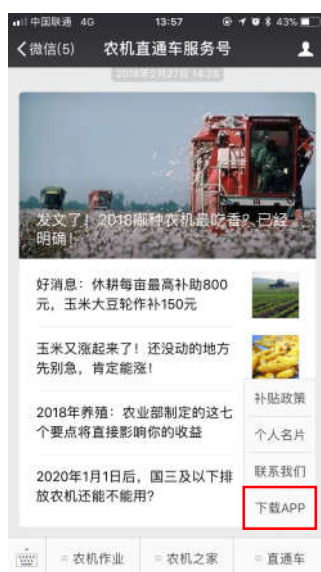 中国联通 4G 13:57 43%
微信(5) 农机直通车服务号
2018年2月27日 14:28
发文了！2018哪种农机最吃香？已经
明确！
好消息：休耕每亩最高补助800
元，玉米大豆轮作补150元
玉米又涨起来了！还没动的地方
先别急，肯定能涨！
补贴政策
2018年养殖：农业部制定的这七
个要点将直接影响你的收益
个人名片
联系我们
2020年1月1日后，国三及以下排
放农机还能不能用？
下载APP
农机作业 农机之家 直通车